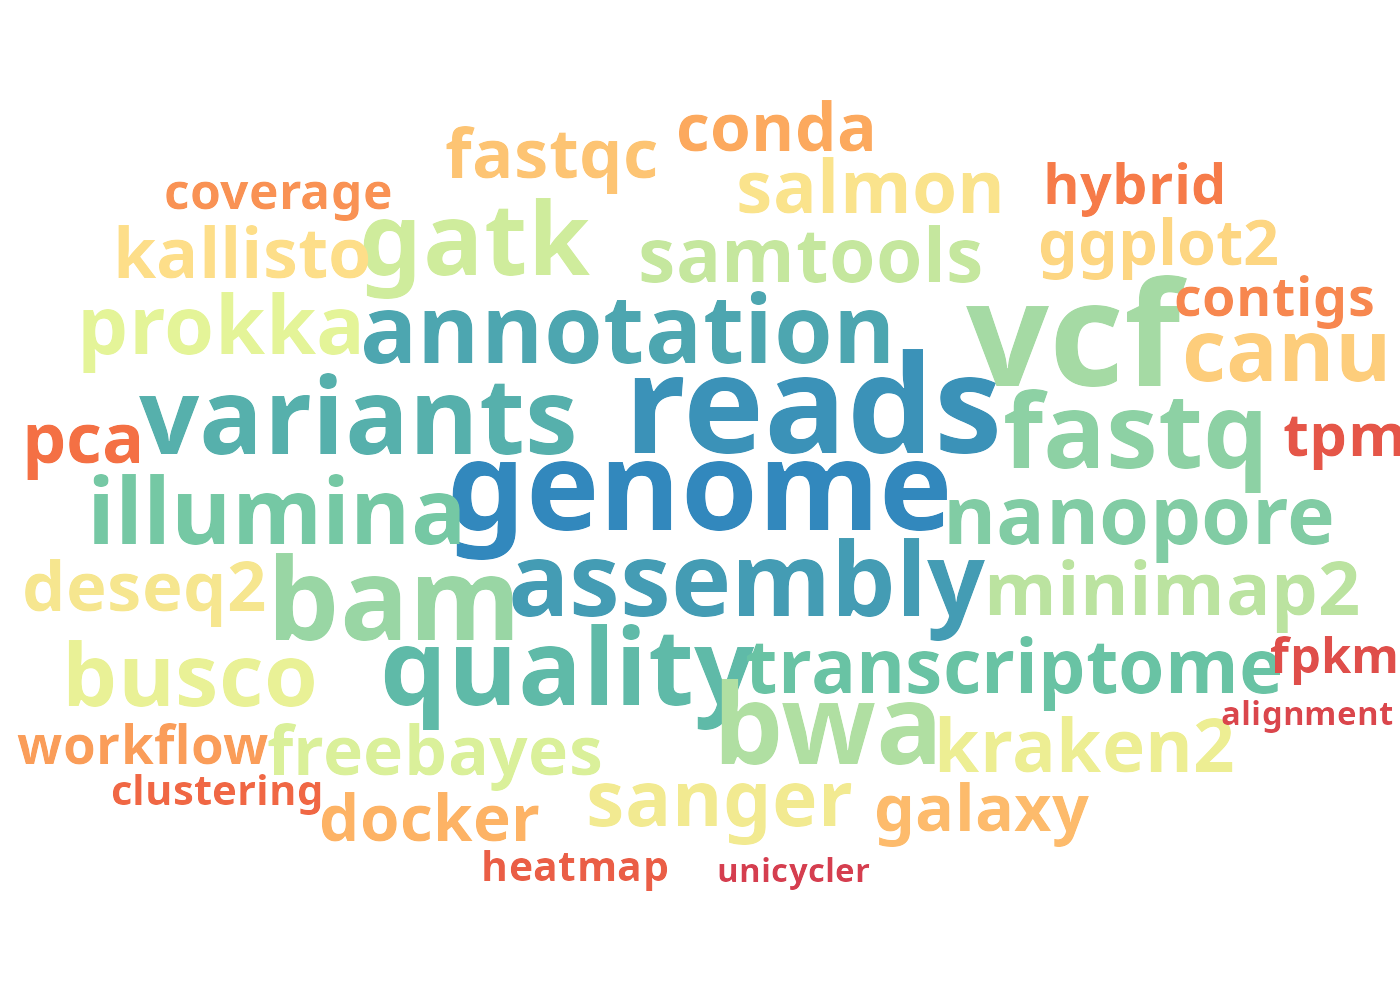 conda
fastqc
coverage
salmon
hybrid
kallisto
gatk
samtools
ggplot2
prokka
annotation
vcf
contigs
canu
variants
reads
pca
fastq
tpm
illumina
genome
nanopore
deseq2
bam
assembly
minimap2
busco
quality
transcriptome
fpkm
alignment
workflow
freebayes
bwa
kraken2
clustering
docker
sanger
galaxy
heatmap
unicycler